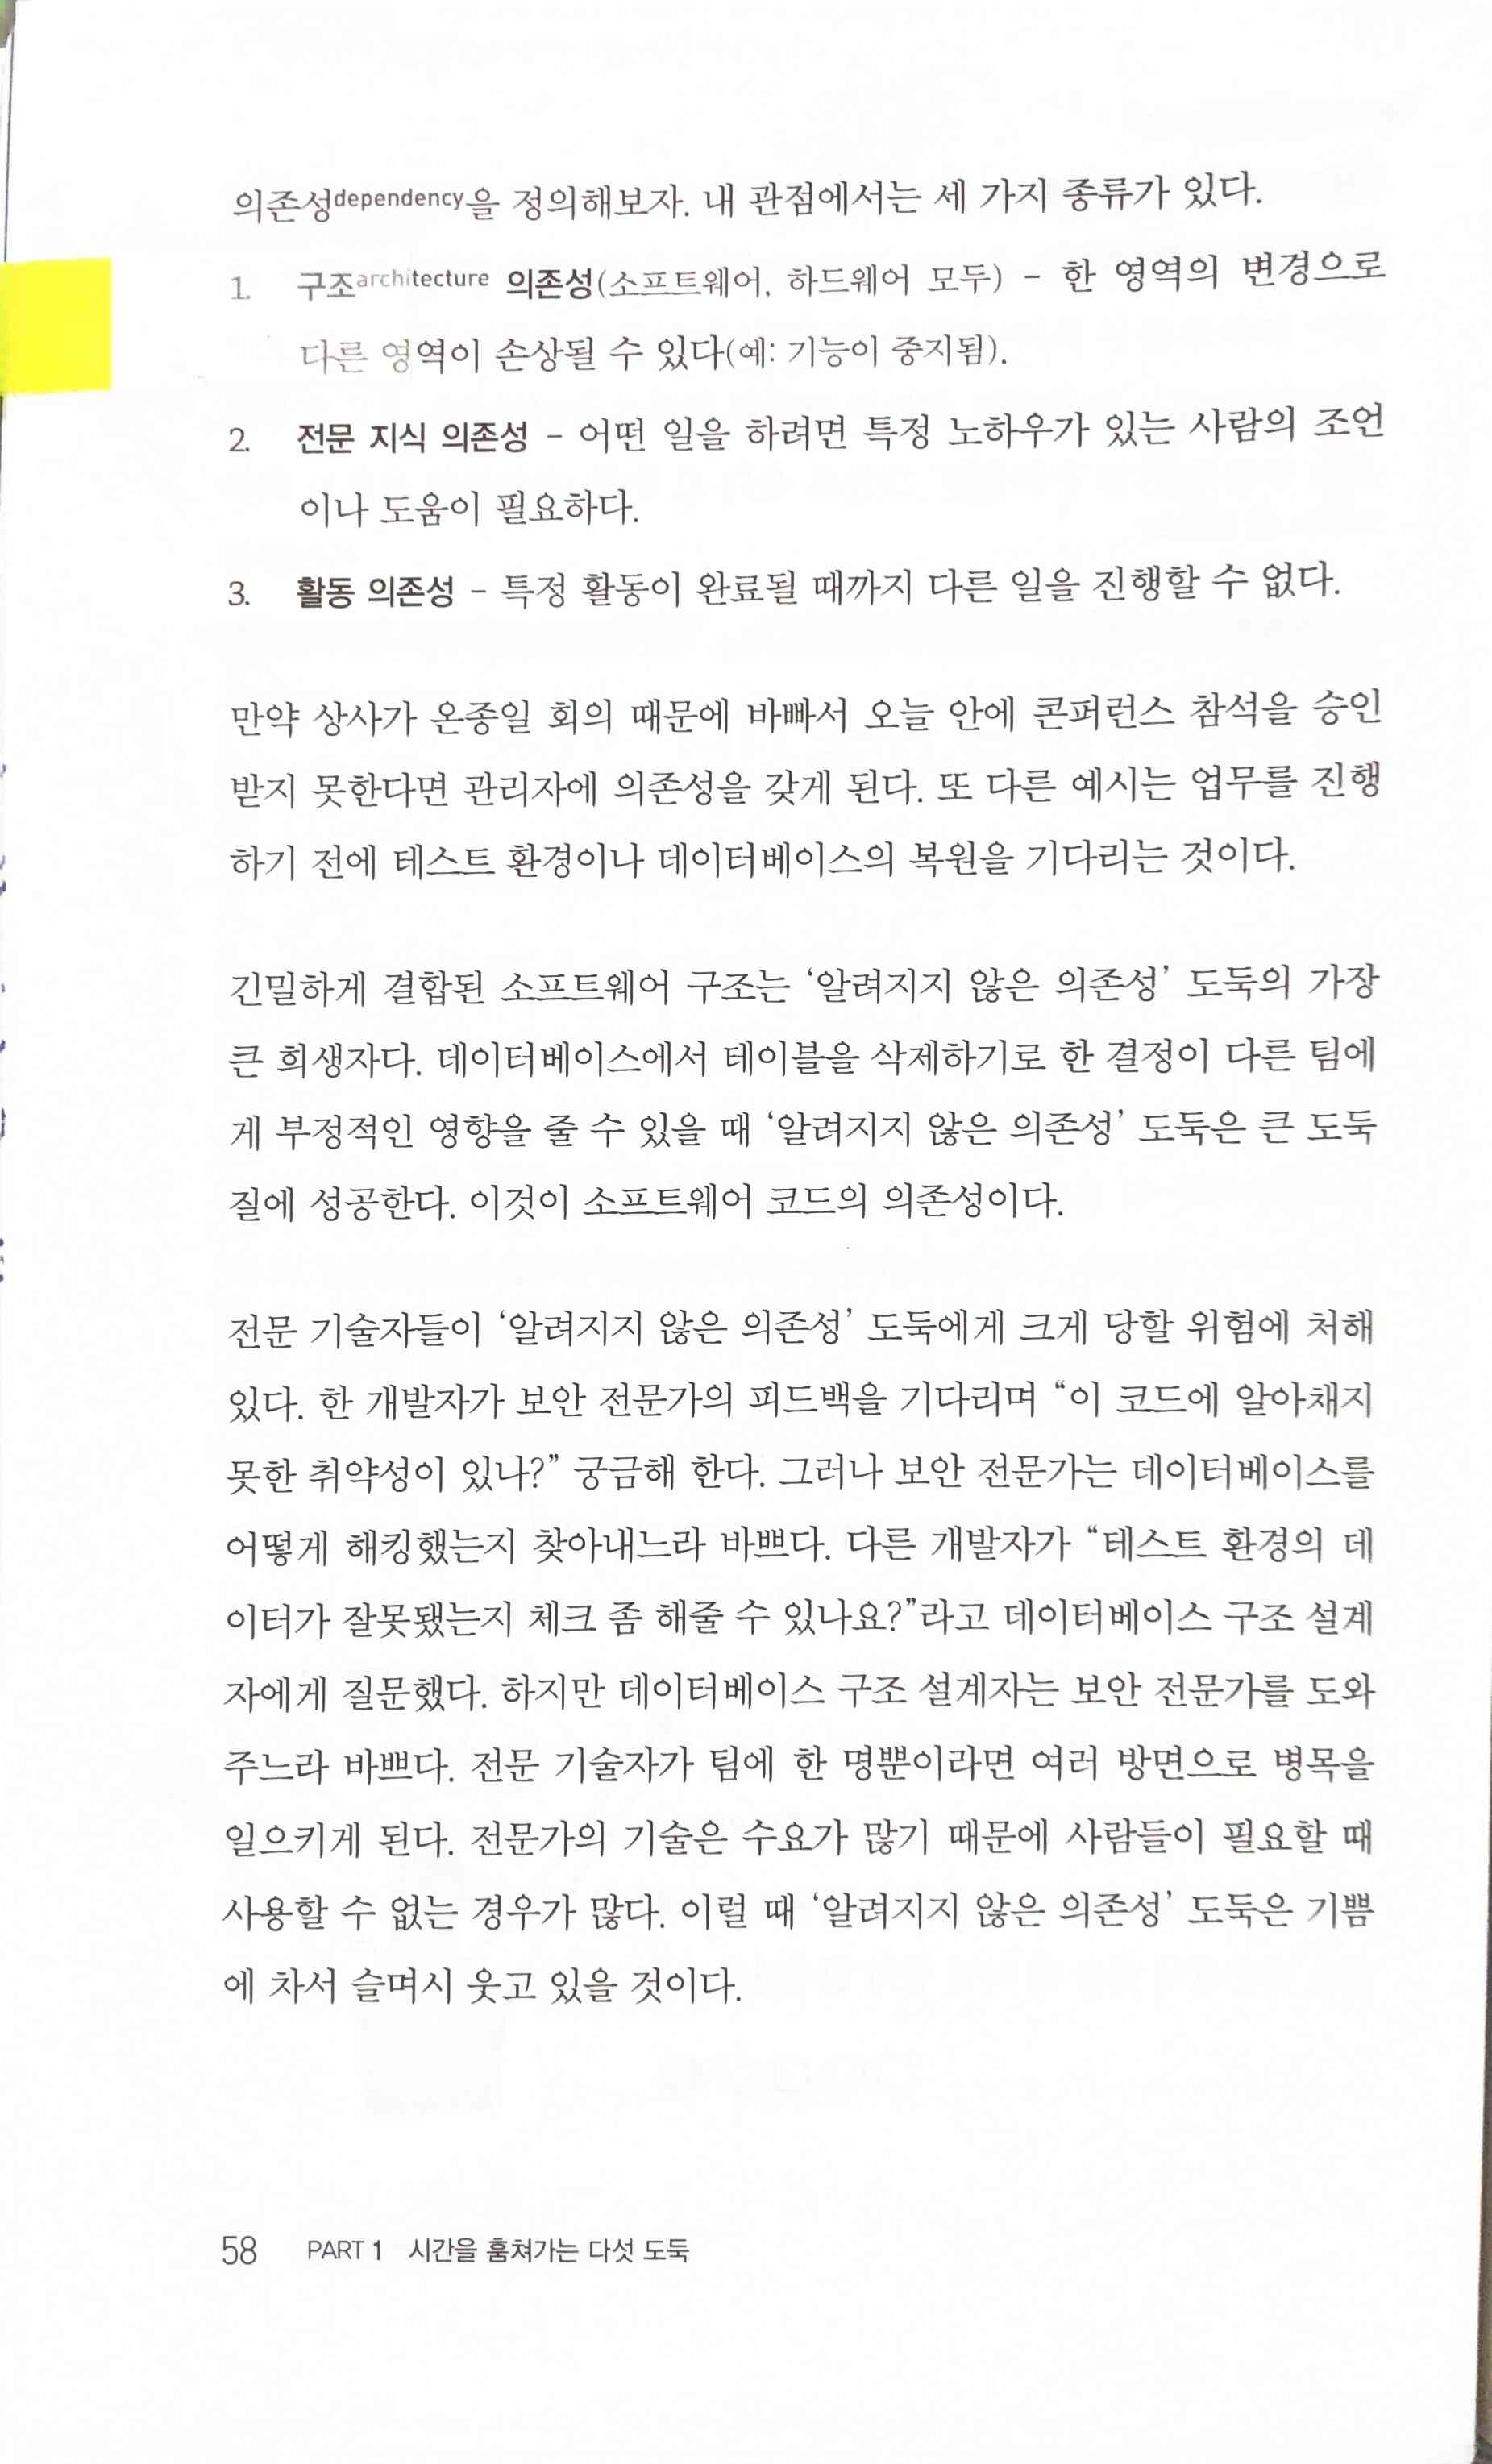 의존성dependency을 정의해보자. 내 관점에서는 세 가지 종류가 있다.
1. 구조architecture 의존성(소프트웨어, 하드웨어 모두) - 한 영역의 변경으로
다른 영역이 손상될 수 있다(예: 기능이 중지됨).
2. 전문 지식 의존성 - 어떤 일을 하려면 특정 노하우가 있는 사람의 조언
이나 도움이 필요하다.
3. 활동 의존성 - 특정 활동이 완료될 때까지 다른 일을 진행할 수 없다.
만약 상사가 온종일 회의 때문에 바빠서 오늘 안에 콘퍼런스 참석을 승인
받지 못한다면 관리자에 의존성을 갖게 된다. 또 다른 예시는 업무를 진행
하기 전에 테스트 환경이나 데이터베이스의 복원을 기다리는 것이다.
긴밀하게 결합된 소프트웨어 구조는 ‘알려지지 않은 의존성’ 도둑의 가장
큰 희생자다. 데이터베이스에서 테이블을 삭제하기로 한 결정이 다른 팀에
게 부정적인 영향을 줄 수 있을 때 ‘알려지지 않은 의존성’ 도둑은 큰 도둑
질에 성공한다. 이것이 소프트웨어 코드의 의존성이다.
전문 기술자들이 ‘알려지지 않은 의존성’ 도둑에게 크게 당할 위험에 처해
있다. 한 개발자가 보안 전문가의 피드백을 기다리며 “이 코드에 알아채지
못한 취약성이 있나?” 궁금해 한다. 그러나 보안 전문가는 데이터베이스를
어떻게 해킹했는지 찾아내느라 바쁘다. 다른 개발자가 “테스트 환경의 데
이터가 잘못됐는지 체크 좀 해줄 수 있나요?”라고 데이터베이스 구조 설계
자에게 질문했다. 하지만 데이터베이스 구조 설계자는 보안 전문가를 도와
주느라 바쁘다. 전문 기술자가 팀에 한 명뿐이라면 여러 방면으로 병목을
일으키게 된다. 전문가의 기술은 수요가 많기 때문에 사람들이 필요할 때
사용할 수 없는 경우가 많다. 이럴 때 ‘알려지지 않은 의존성’ 도둑은 기쁨
에 차서 슬며시 웃고 있을 것이다.
58 PART 1 시간을 훔쳐가는 다섯 도둑